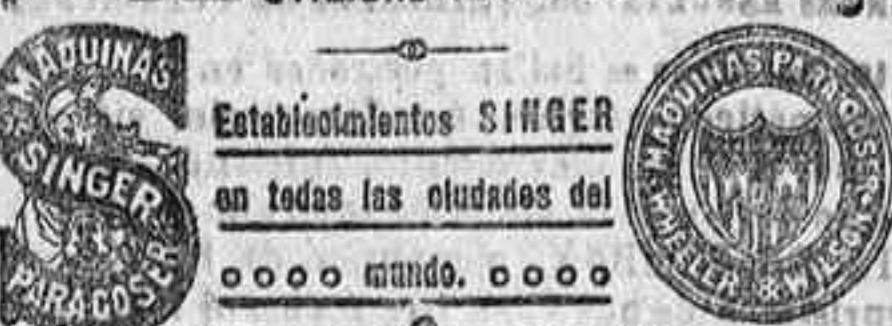 MAQUINAS
SINGER
PARA COSER
Establecimientos SINGER
en todas las ciudades del
oooo mundo. oooo
MAQUINAS PARA COSER
WHEELER & WILSON